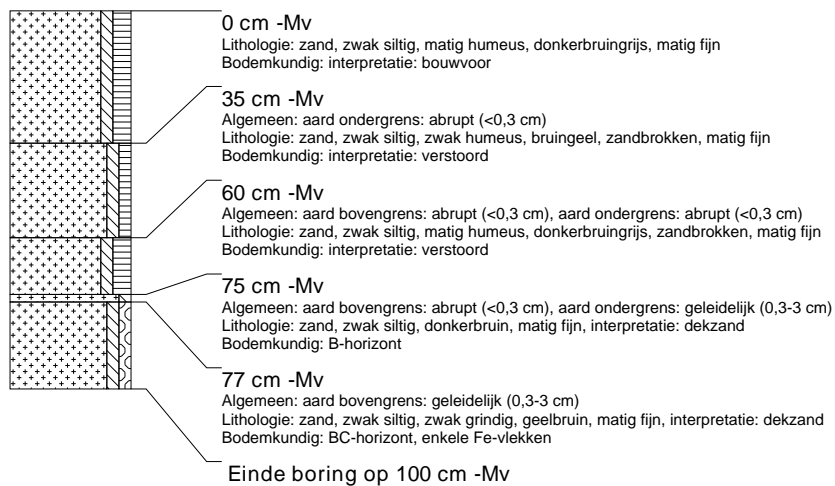 0 cm -Mv
Lithologie: zand, zwak siltig, matig humeus, donkerbruingrijs, matig fijn
Bodemkundig: interpretatie: bouwvoor
35 cm -Mv
Algemeen: aard ondergrens: abrupt (<0,3 cm)
Lithologie: zand, zwak siltig, zwak humeus, bruingeel, zandbrokken, matig fijn
Bodemkundig: interpretatie: verstoord
60 cm -Mv
Algemeen: aard bovengrens: abrupt (<0,3 cm), aard ondergrens: abrupt (<0,3 cm)
Lithologie: zand, zwak siltig, matig humeus, donkerbruingrijs, zandbrokken, matig fijn
Bodemkundig: interpretatie: verstoord
75 cm -Mv
Algemeen: aard bovengrens: abrupt (<0,3 cm), aard ondergrens: geleidelijk (0,3-3 cm)
Lithologie: zand, zwak siltig, donkerbruin, matig fijn, interpretatie: dekzand
Bodemkundig: B-horizont
77 cm -Mv
Algemeen: aard bovengrens: geleidelijk (0,3-3 cm)
Lithologie: zand, zwak siltig, zwak grindig, geelbruin, matig fijn, interpretatie: dekzand
Bodemkundig: BC-horizont, enkele Fe-vlekken
Einde boring op 100 cm -Mv